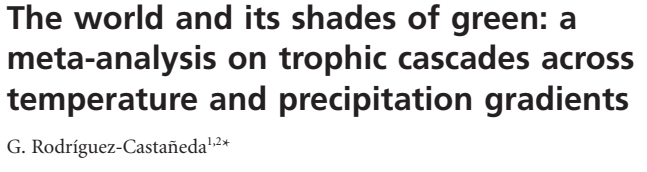 The world and its shades of green: a
meta-analysis on trophic cascades across
temperature and precipitation gradients
G. Rodríguez-Castañeda1,2*